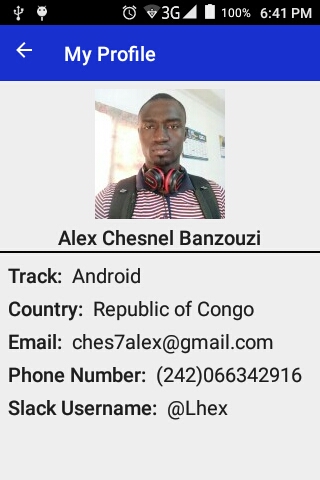 3G 100% 6:41 PM
My Profile
Alex Chesnel Banzouzi
Track: Android
Country: Republic of Congo
Email: ches7alex@gmail.com
Phone Number: (242)066342916
Slack Username: @Lhex